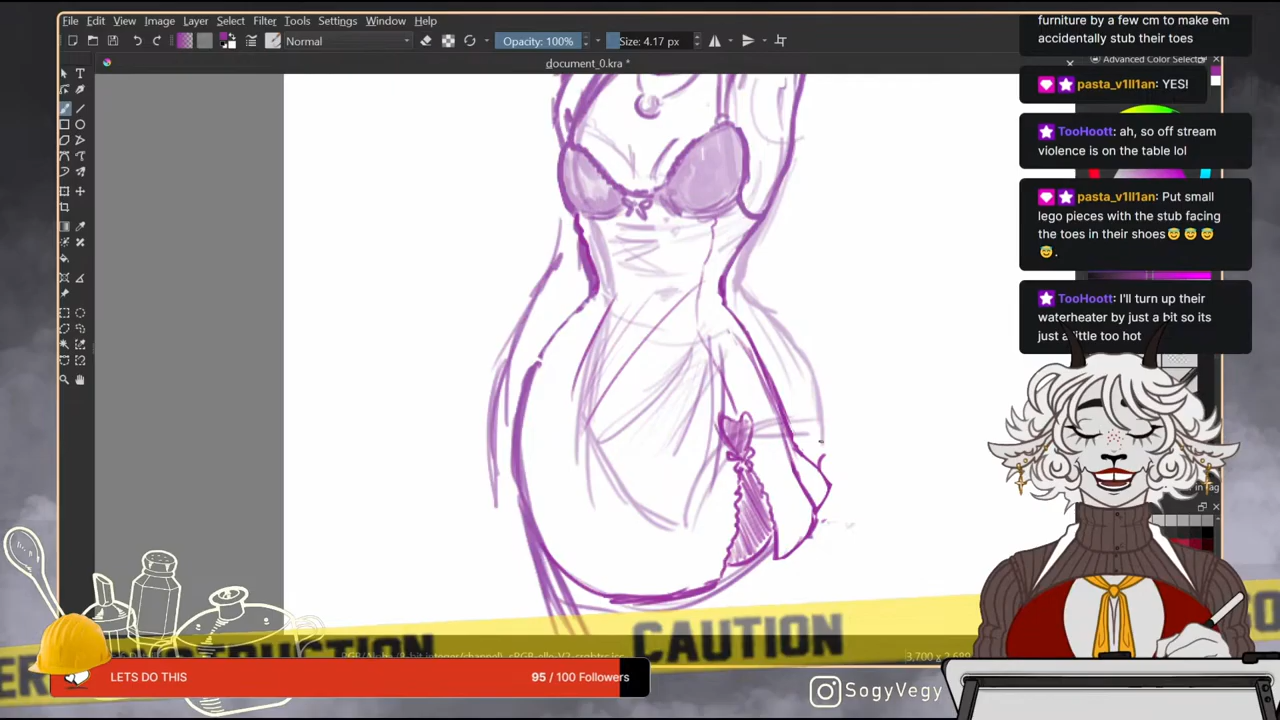 File Edit View Image Layer Select Filter Tools Settings Window Help
Normal
Opacity: 100%
Size: 4.17 px
document_0.kra *
Advanced Color Selec
furniture by a few cm to make em
accidentally stub their toes
pasta_v1ll1an: YES!
TooHoott: ah, so off stream
violence is on the table lol
pasta_v1ll1an: Put small
lego pieces with the stub facing
the toes in their shoes😇 😇 😇
😇.
TooHoott: I'll turn up their
waterheater by just a bit so its
just a little too hot
CAUTION
LETS DO THIS
95 / 100 Followers
SogyVegy